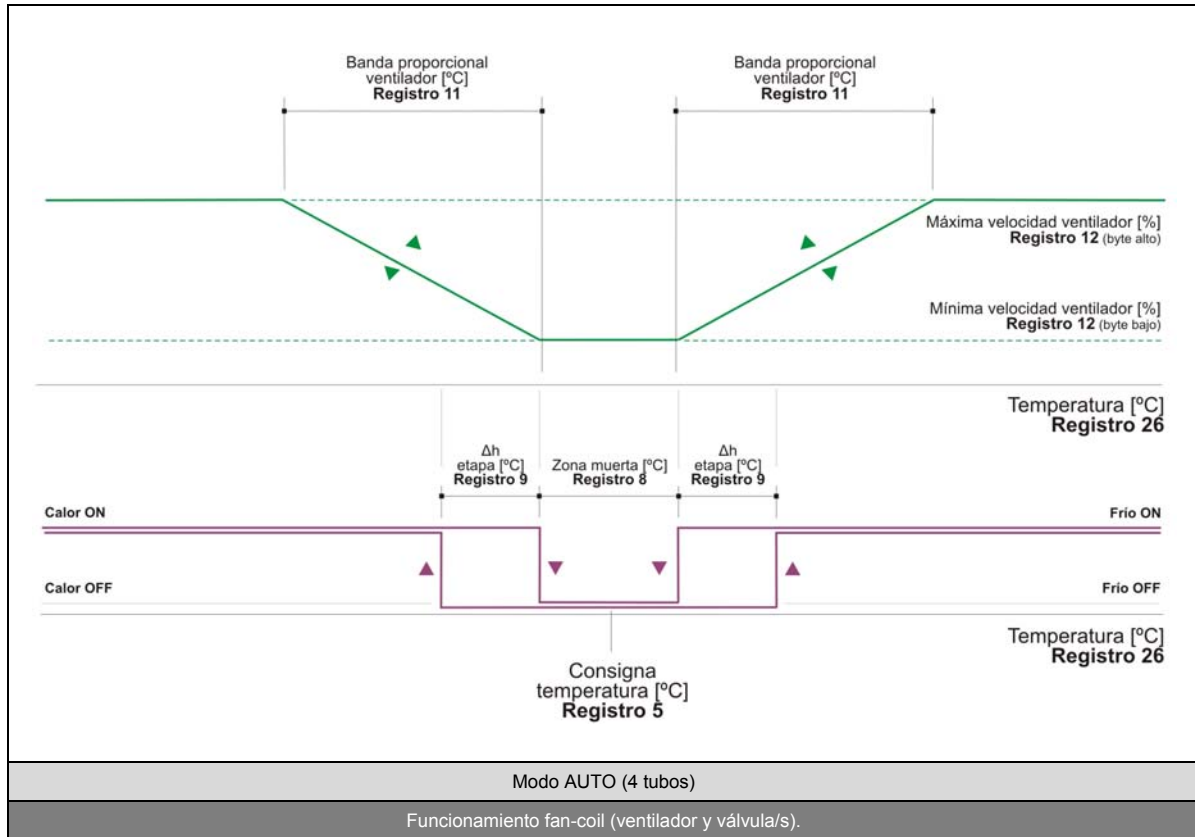 Banda proporcional
ventilador [ºC]
Registro 11
Banda proporcional
ventilador [ºC]
Registro 11
Máxima velocidad ventilador [%]
Registro 12 (byte alto)
Mínima velocidad ventilador [%]
Registro 12 (byte bajo)
Temperatura [ºC]
Registro 26
Δh
etapa [ºC]
Registro 9
Zona muerta [ºC]
Registro 8
Δh
etapa [ºC]
Registro 9
Calor ON
Frío ON
Calor OFF
Frío OFF
Temperatura [ºC]
Registro 26
Consigna
temperatura [ºC]
Registro 5
Modo AUTO (4 tubos)
Funcionamiento fan-coil (ventilador y válvula/s).